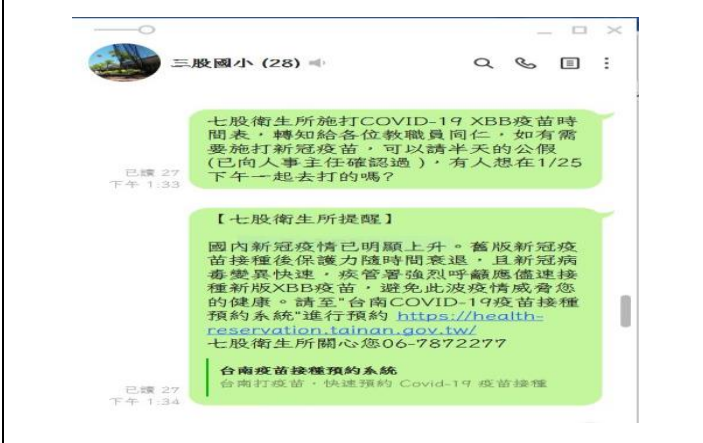 三股國小 (28)
七股衛生所施打COVID-19 XBB疫苗時
間表，轉知給各位教職員同仁，如有需
要施打新冠疫苗，可以請半天的公假
(已向人事主任確認過)，有人想在1/25
下午一起去打的嗎?
已讀 27
下午 1:33
【七股衛生所提醒】
國內新冠疫情已明顯上升。舊版新冠疫
苗接種後保護力隨時間衰退，且新冠病
毒變異快速，疾管署強烈呼籲應儘速接
種新版XBB疫苗，避免此波疫情威脅您
的健康。請至"台南COVID-19疫苗接種
預約系統"進行預約 https://health-
reservation.tainan.gov.tw/
七股衛生所關心您06-7872277
台南疫苗接種預約系統
台南打疫苗，快速預約 Covid-19 疫苗接種
已讀 27
下午 1:34